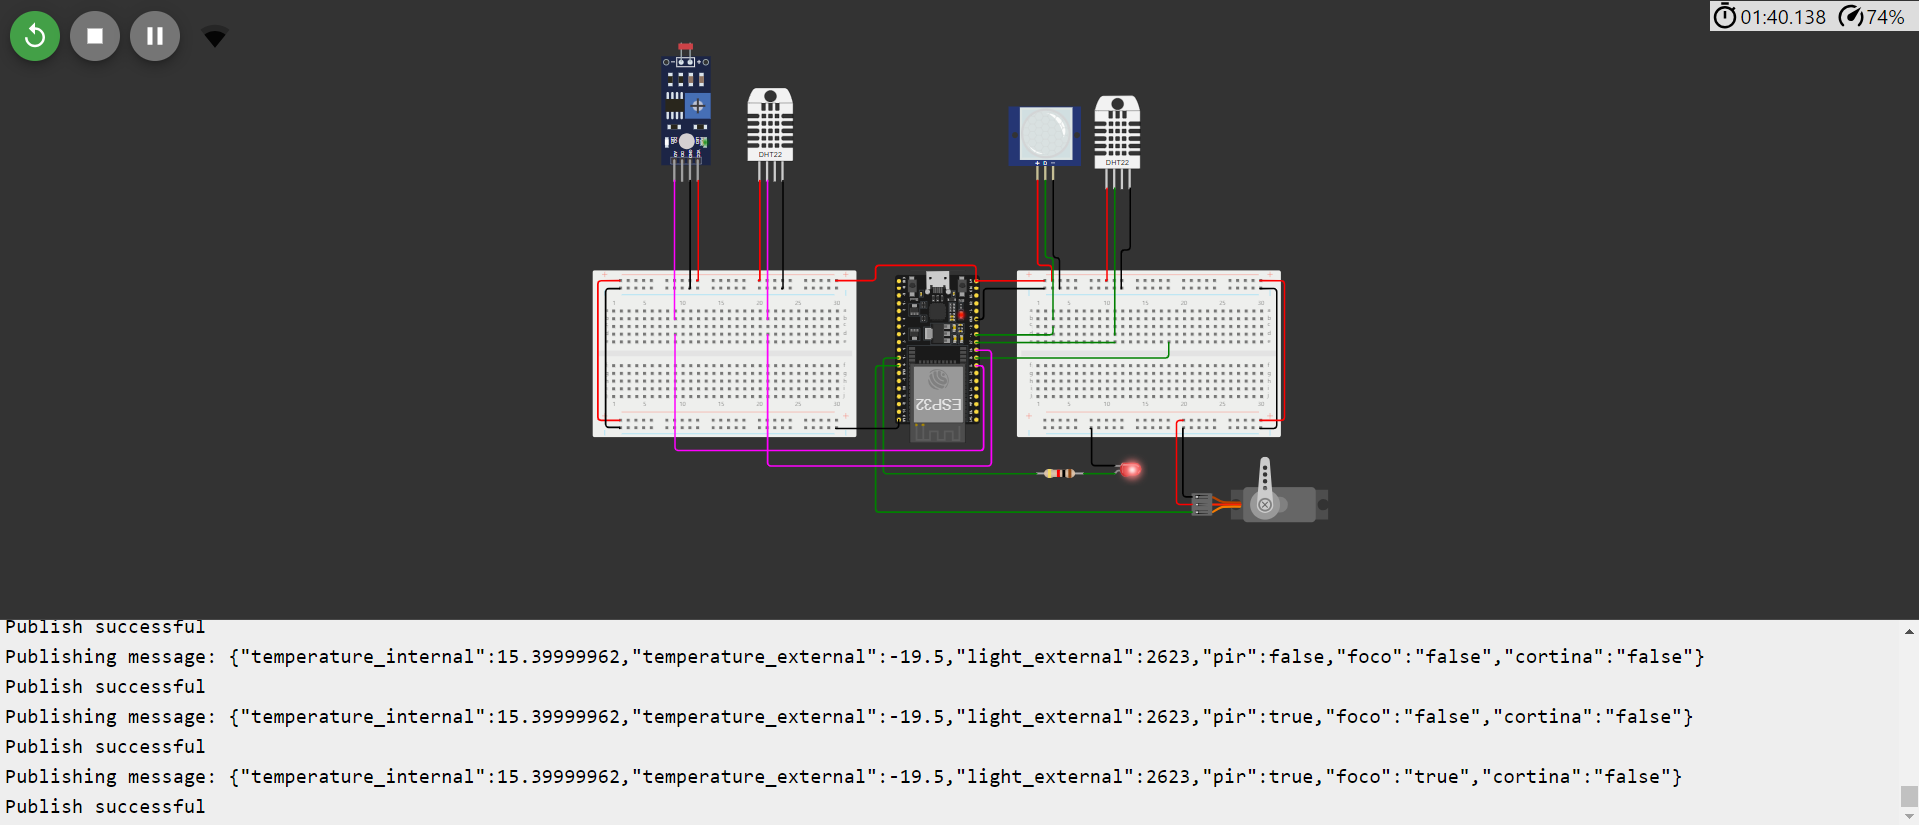 01:40.138 74%
DHT22
DHT22
ESP32
Publish successful
Publishing message: {"temperature_internal":15.39999962,"temperature_external":-19.5,"light_external":2623,"pir":false,"foco":"false","cortina":"false"}
Publish successful
Publishing message: {"temperature_internal":15.39999962,"temperature_external":-19.5,"light_external":2623,"pir":true,"foco":"false","cortina":"false"}
Publish successful
Publishing message: {"temperature_internal":15.39999962,"temperature_external":-19.5,"light_external":2623,"pir":true,"foco":"true","cortina":"false"}
Publish successful